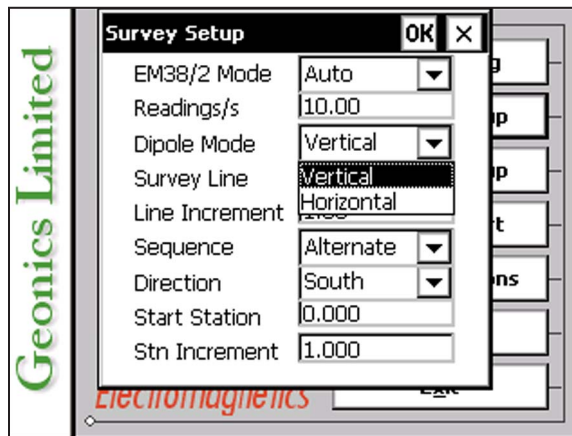 Geonics Limited
Survey Setup OK ×
EM38/2 Mode Auto
Readings/s 10.00
Dipole Mode Vertical
Survey Line Vertical
Horizontal
Line Increment
Sequence Alternate
Direction South
Start Station 0.000
Stn Increment 1.000
Electromagnetics